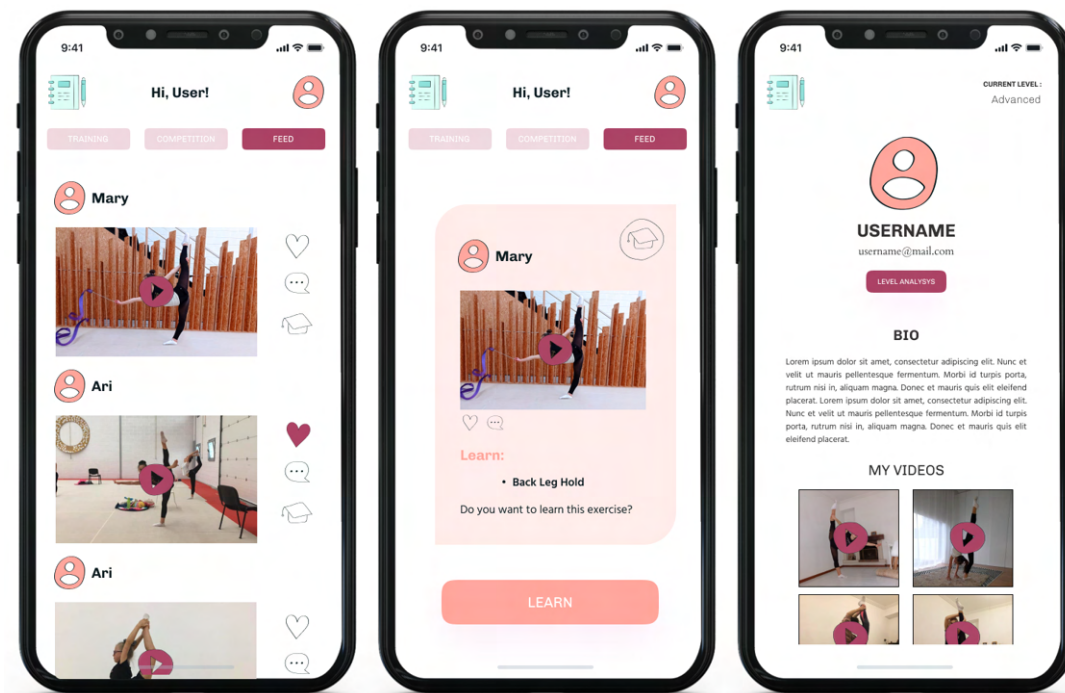 9:41
Hi, User!
TRAINING
COMPETITION
FEED
Mary
Ari
Ari
9:41
Hi, User!
TRAINING
COMPETITION
FEED
Mary
Learn:
• Back Leg Hold
Do you want to learn this exercise?
LEARN
9:41
CURRENT LEVEL :
Advanced
USERNAME
username@mail.com
LEVEL ANALYSYS
BIO
Lorem ipsum dolor sit amet, consectetur adipiscing elit. Nunc et
velit ut mauris pellentesque fermentum. Morbi id turpis porta,
rutrum nisi in, aliquam magna. Donec et mauris quis elit eleifend
placerat. Lorem ipsum dolor sit amet, consectetur adipiscing elit.
Nunc et velit ut mauris pellentesque fermentum. Morbi id turpis
porta, rutrum nisi in, aliquam magna. Donec et mauris quis elit
eleifend placerat.
MY VIDEOS